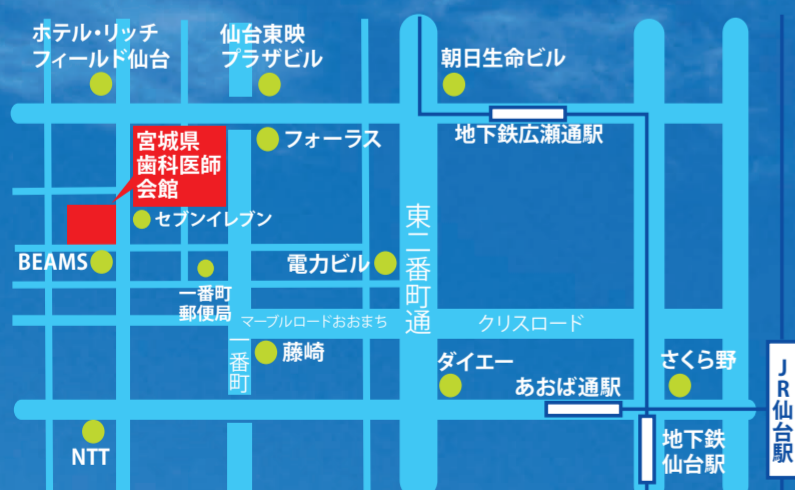 ホテル・リッチ
フィールド仙台
仙台東映
プラザビル
朝日生命ビル
宮城県
歯科医師
会館
フォーラス
地下鉄広瀬通駅
セブンイレブン
東二番町通
BEAMS
一番町
郵便局
電力ビル
マーブルロードおおまち
クリスロード
一番町
藤崎
ダイエー
さくら野
あおば通駅
JR仙台駅
NTT
地下鉄
仙台駅